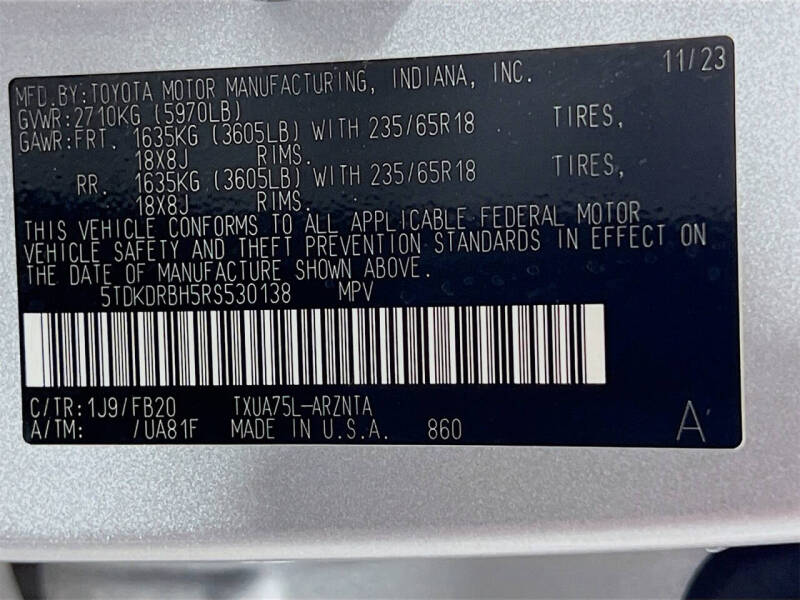 11/23
MFD.BY:TOYOTA MOTOR MANUFACTURING, INDIANA, INC.
GVWR:2710KG (5970LB)
GAWR:FRT. 1635KG (3605LB) WITH 235/65R18 TIRES,
18X8J RIMS.
RR. 1635KG (3605LB) WITH 235/65R18 TIRES,
18X8J RIMS.
THIS VEHICLE CONFORMS TO ALL APPLICABLE FEDERAL MOTOR
VEHICLE SAFETY AND THEFT PREVENTION STANDARDS IN EFFECT ON
THE DATE OF MANUFACTURE SHOWN ABOVE.
5TDKDRBH5RS530138 MPV
C/TR:1J9/FB20 TXUA75L-ARZNTA
A/TM: /UA81F MADE IN U.S.A. 860
A